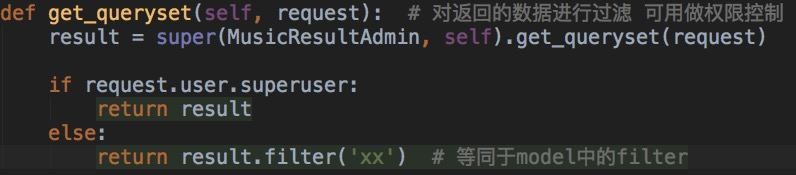 def get_queryset(self, request):  # 对返回的数据进行过滤 可用做权限控制
    result = super(MusicResultAdmin, self).get_queryset(request)

    if request.user.superuser:
        return result
    else:
        return result.filter('xx')  # 等同于model中的filter